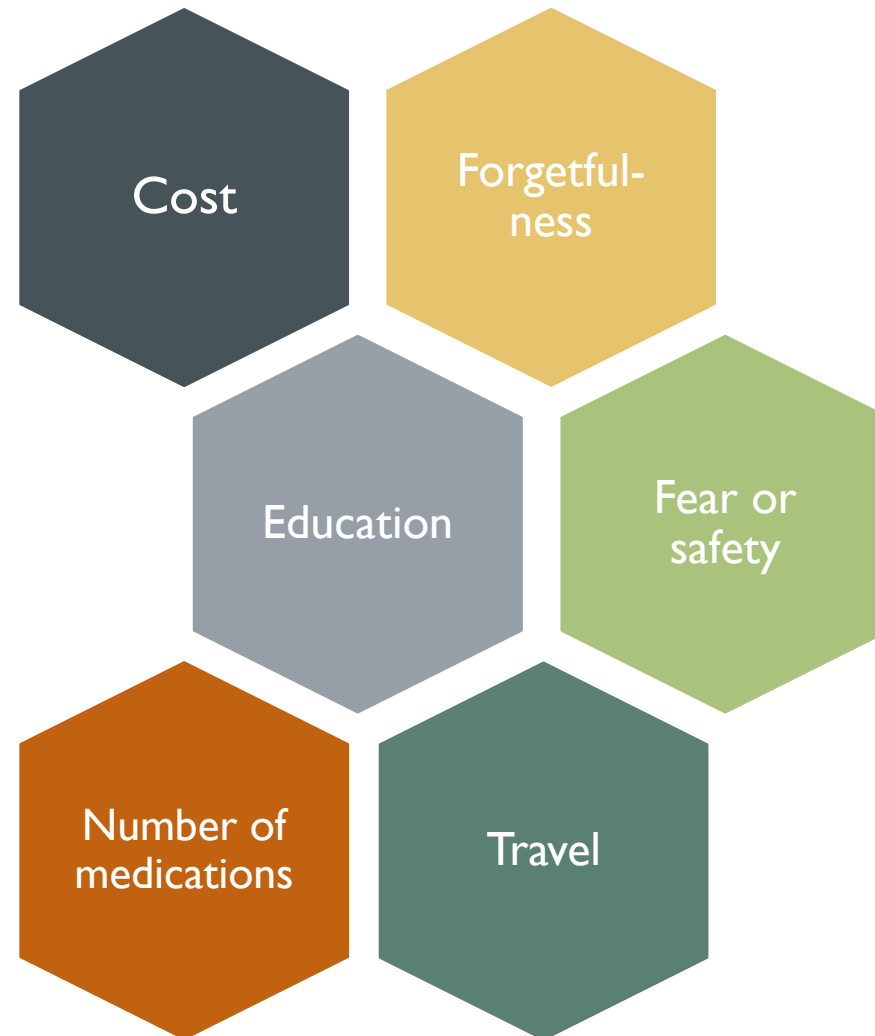 Cost
Forgetful-
ness
Education
Fear or
safety
Number of
medications
Travel